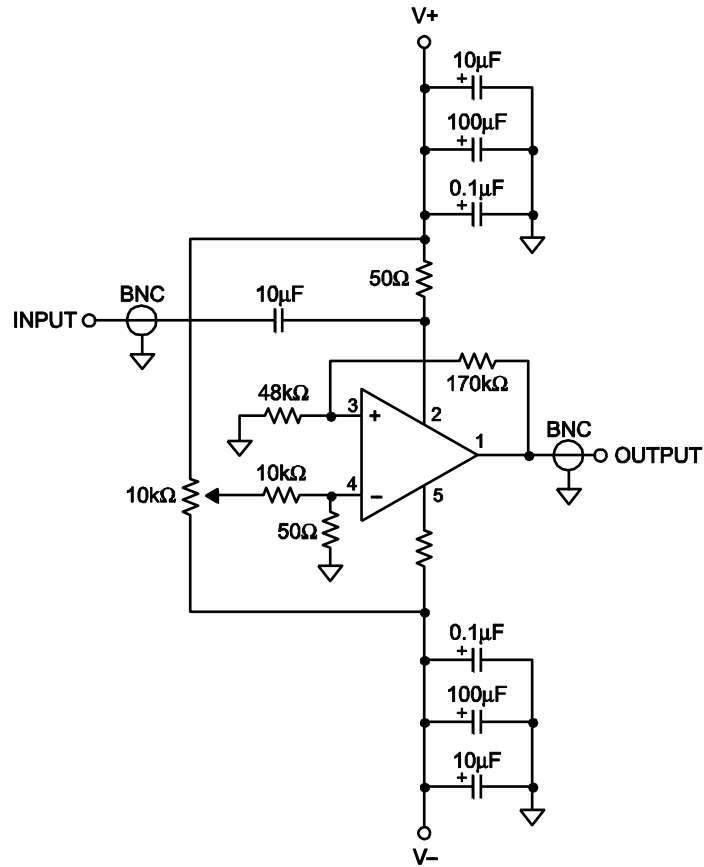 V+
10μF
+
100μF
+
0.1μF
+
50Ω
BNC
10μF
INPUT
170kΩ
48kΩ
3
+
2
1
BNC
OUTPUT
10kΩ
10kΩ
4
–
5
50Ω
0.1μF
+
100μF
+
10μF
+
V–